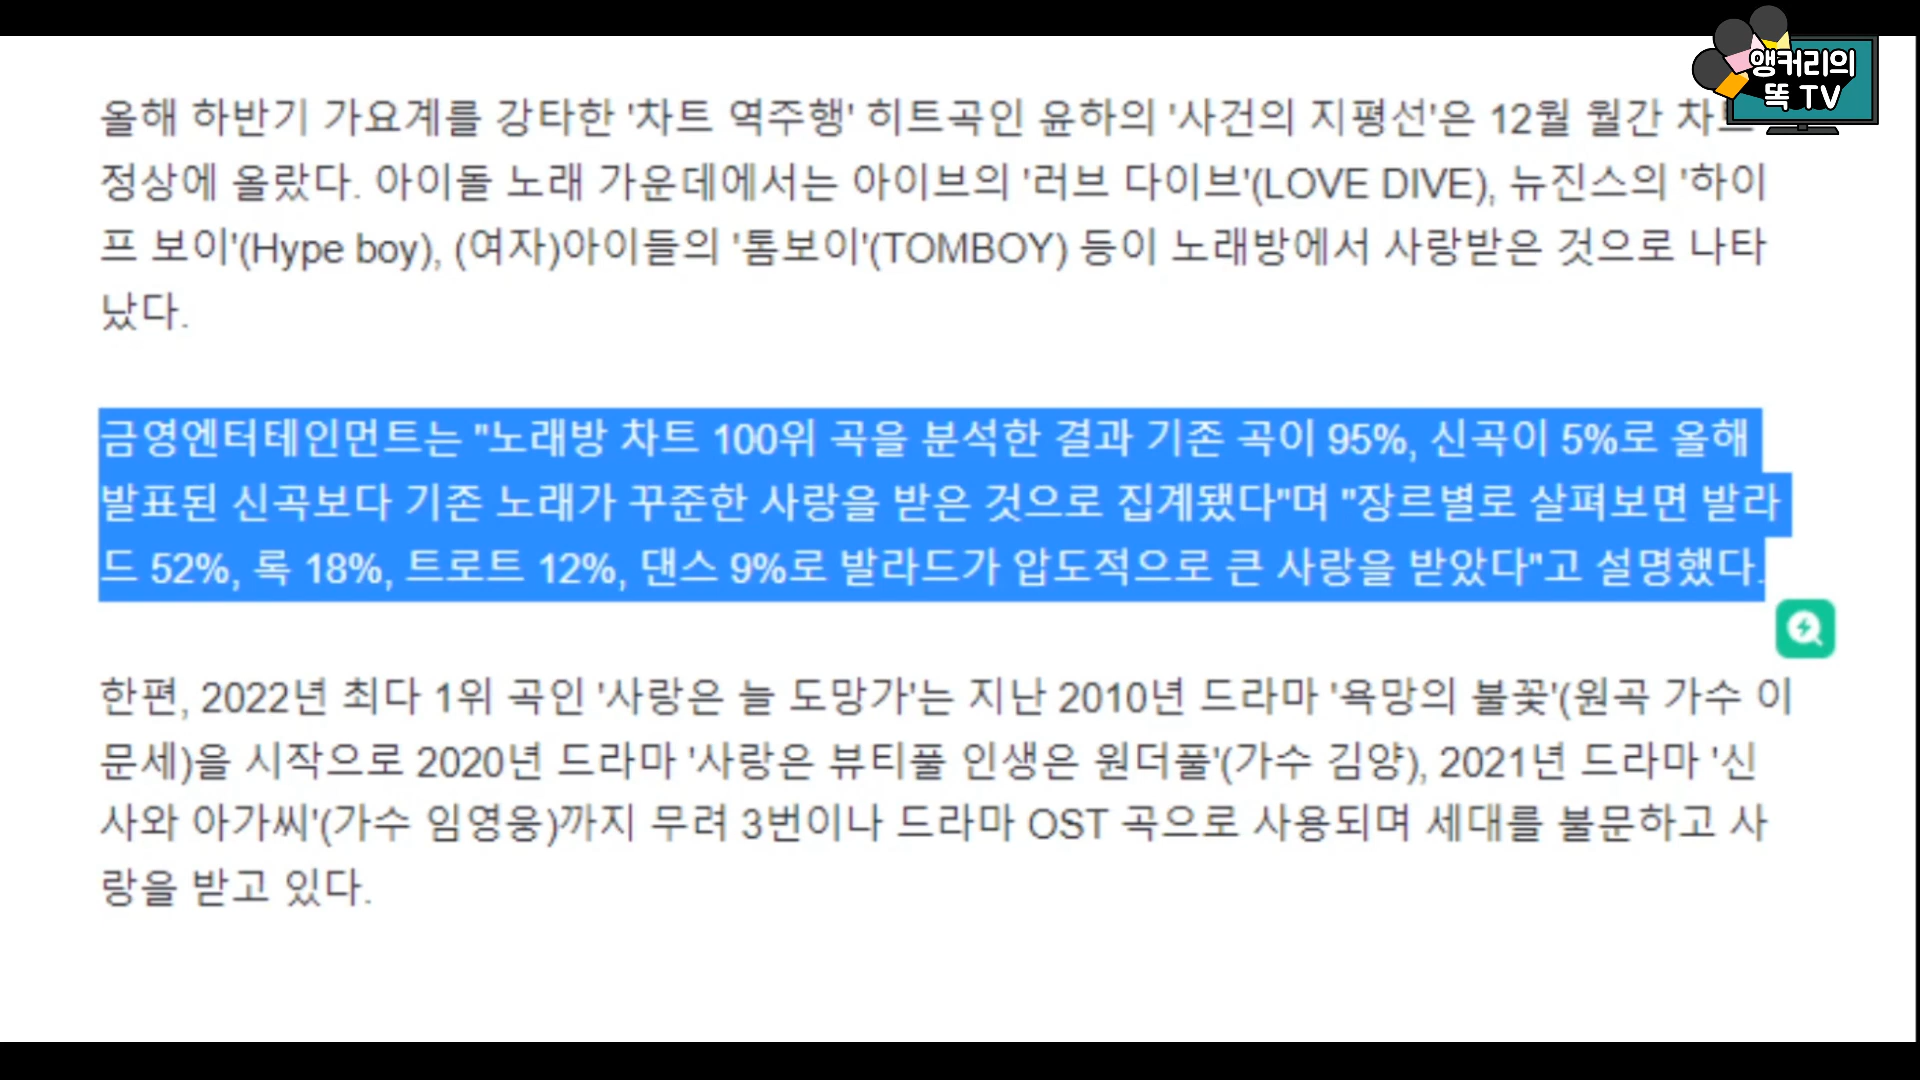 앵커리의
똑 TV
올해 하반기 가요계를 강타한 '차트 역주행' 히트곡인 윤하의 '사건의 지평선'은 12월 월간 차트
정상에 올랐다. 아이돌 노래 가운데에서는 아이브의 '러브 다이브'(LOVE DIVE), 뉴진스의 '하이
프 보이'(Hype boy), (여자)아이들의 '톰보이'(TOMBOY) 등이 노래방에서 사랑받은 것으로 나타
났다.
금영엔터테인먼트는 "노래방 차트 100위 곡을 분석한 결과 기존 곡이 95%, 신곡이 5%로 올해
발표된 신곡보다 기존 노래가 꾸준한 사랑을 받은 것으로 집계됐다"며 "장르별로 살펴보면 발라
드 52%, 록 18%, 트로트 12%, 댄스 9%로 발라드가 압도적으로 큰 사랑을 받았다"고 설명했다.
한편, 2022년 최다 1위 곡인 '사랑은 늘 도망가'는 지난 2010년 드라마 '욕망의 불꽃'(원곡 가수 이
문세)을 시작으로 2020년 드라마 '사랑은 뷰티풀 인생은 원더풀'(가수 김양), 2021년 드라마 '신
사와 아가씨'(가수 임영웅)까지 무려 3번이나 드라마 OST 곡으로 사용되며 세대를 불문하고 사
랑을 받고 있다.